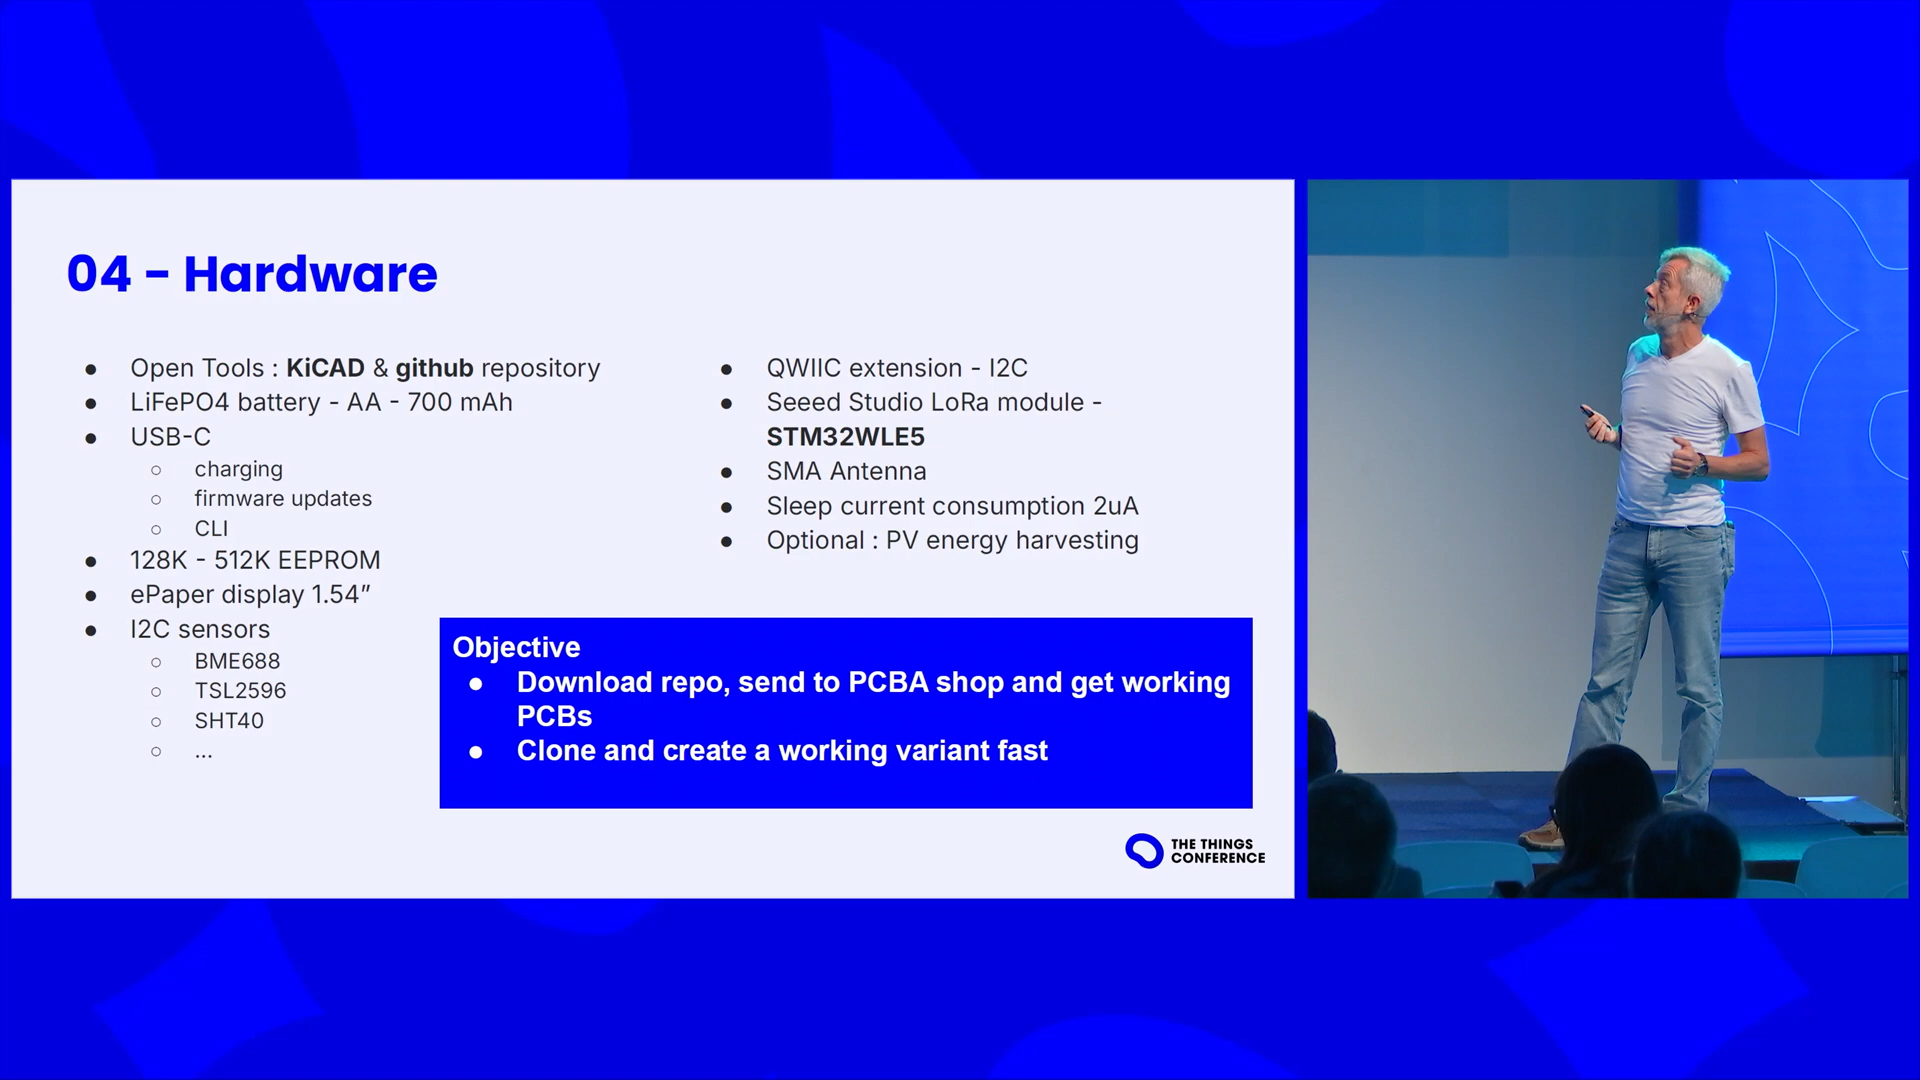 04 - Hardware
● Open Tools : KiCAD & github repository
● LiFePO4 battery - AA - 700 mAh
● USB-C
○ charging
○ firmware updates
○ CLI
● 128K - 512K EEPROM
● ePaper display 1.54”
● I2C sensors
○ BME688
○ TSL2596
○ SHT40
○ ...
● QWIIC extension - I2C
● Seeed Studio LoRa module -
STM32WLE5
● SMA Antenna
● Sleep current consumption 2uA
● Optional : PV energy harvesting
Objective
● Download repo, send to PCBA shop and get working
PCBs
● Clone and create a working variant fast
THE THINGS
CONFERENCE